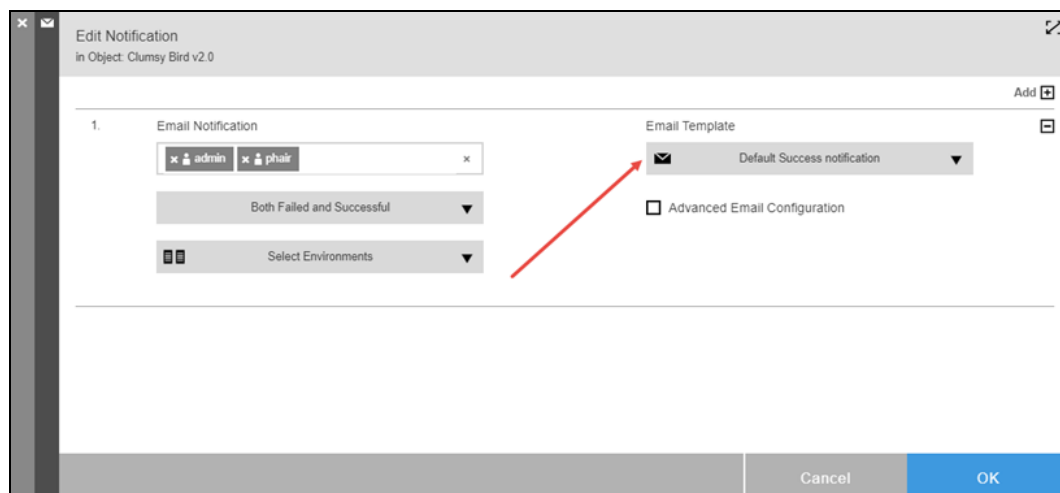 Edit Notification
in Object: Clumsy Bird v2.0
Add
1.
Email Notification
Email Template
admin
phair
Default Success notification
Both Failed and Successful
Advanced Email Configuration
Select Environments
Cancel
OK